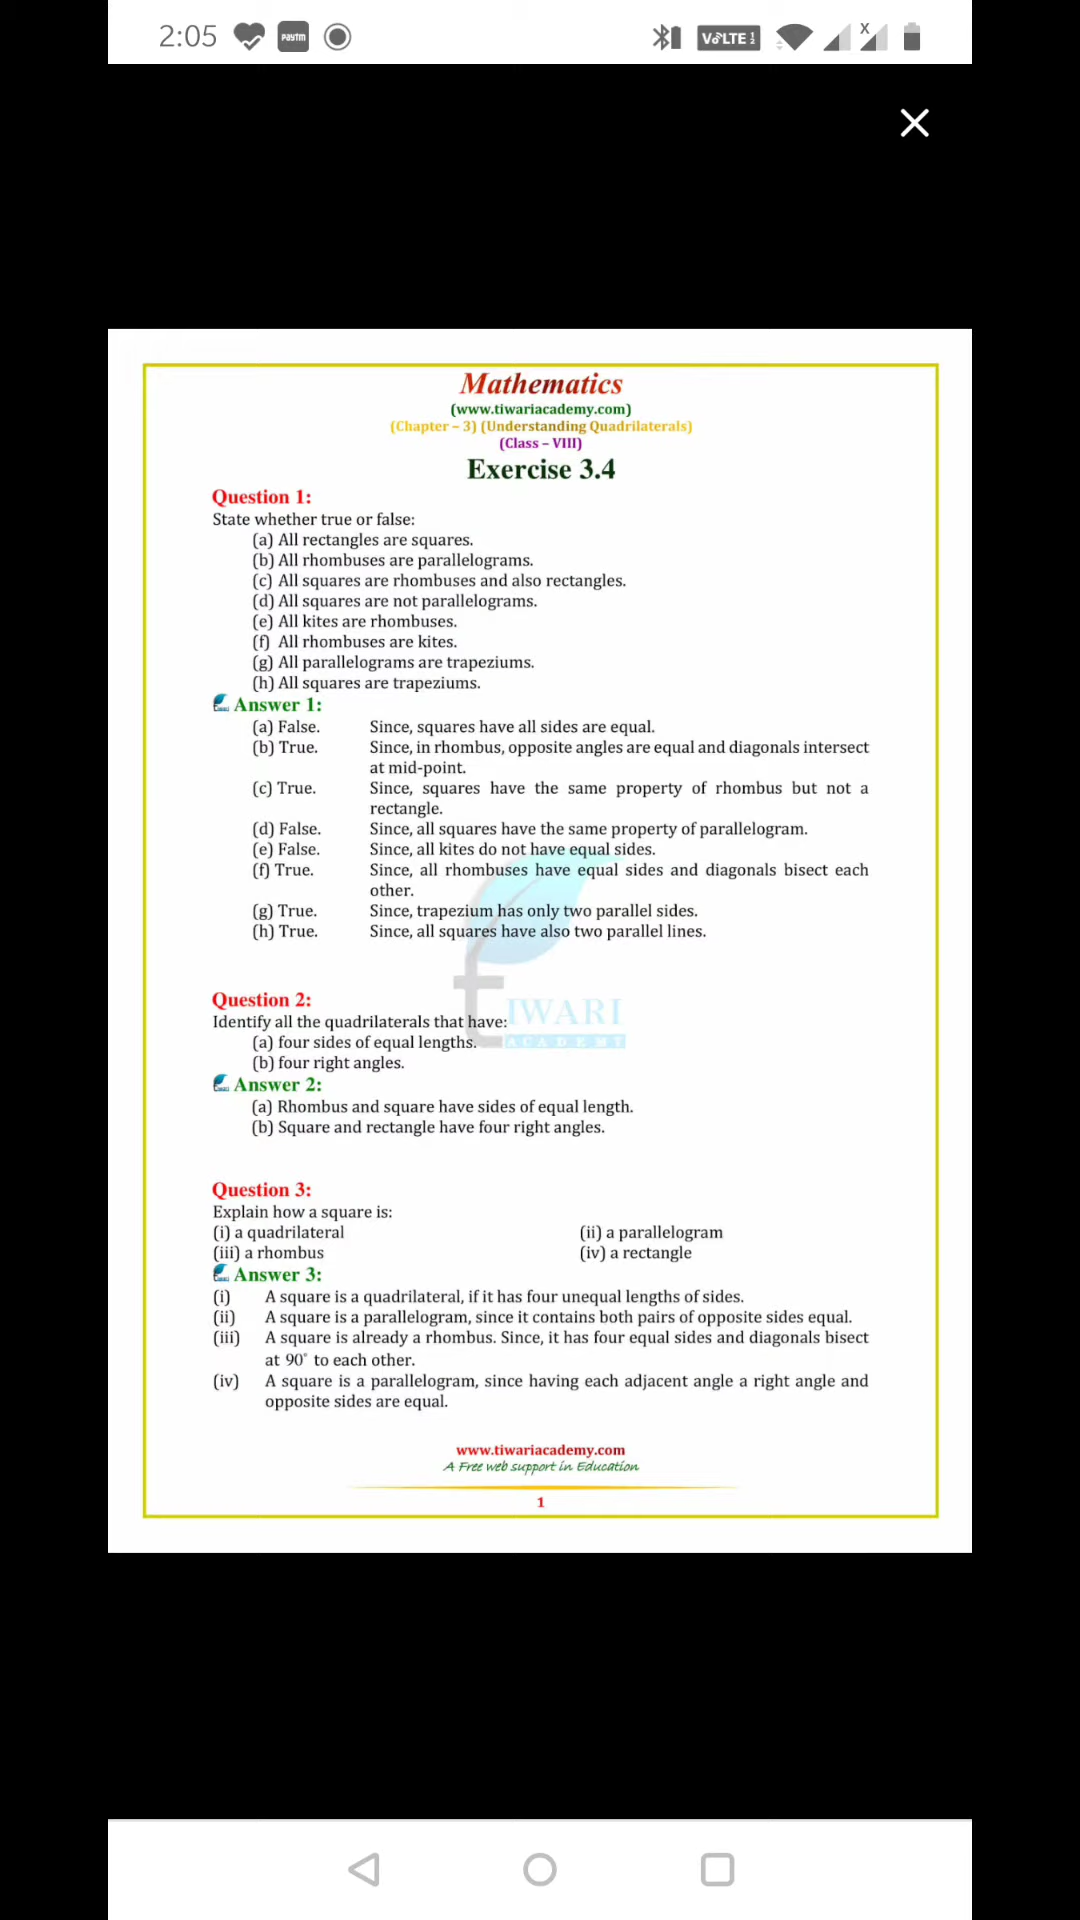 2:05 paytm VoLTE X
Mathematics
(www.tiwariacademy.com)
(Chapter – 3) (Understanding Quadrilaterals)
(Class – VIII)
Exercise 3.4
Question 1:
State whether true or false:
(a) All rectangles are squares.
(b) All rhombuses are parallelograms.
(c) All squares are rhombuses and also rectangles.
(d) All squares are not parallelograms.
(e) All kites are rhombuses.
(f) All rhombuses are kites.
(g) All parallelograms are trapeziums.
(h) All squares are trapeziums.
Answer 1:
(a) False. Since, squares have all sides are equal.
(b) True. Since, in rhombus, opposite angles are equal and diagonals intersect
at mid-point.
(c) True. Since, squares have the same property of rhombus but not a
rectangle.
(d) False. Since, all squares have the same property of parallelogram.
(e) False. Since, all kites do not have equal sides.
(f) True. Since, all rhombuses have equal sides and diagonals bisect each
other.
(g) True. Since, trapezium has only two parallel sides.
(h) True. Since, all squares have also two parallel lines.
tIWARI
ACADEMY
Question 2:
Identify all the quadrilaterals that have:
(a) four sides of equal lengths.
(b) four right angles.
Answer 2:
(a) Rhombus and square have sides of equal length.
(b) Square and rectangle have four right angles.
Question 3:
Explain how a square is:
(i) a quadrilateral (ii) a parallelogram
(iii) a rhombus (iv) a rectangle
Answer 3:
(i) A square is a quadrilateral, if it has four unequal lengths of sides.
(ii) A square is a parallelogram, since it contains both pairs of opposite sides equal.
(iii) A square is already a rhombus. Since, it has four equal sides and diagonals bisect
at 90° to each other.
(iv) A square is a parallelogram, since having each adjacent angle a right angle and
opposite sides are equal.
www.tiwariacademy.com
A Free web support in Education
1